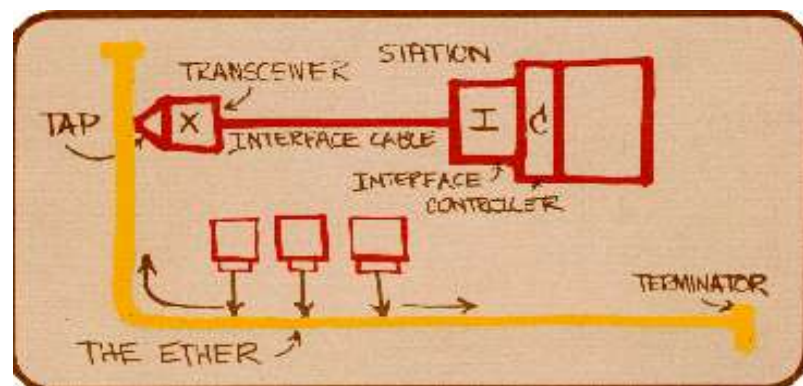 STATION
TRANSCEIVER
TAP
X
I
C
INTERFACE CABLE
INTERFACE
CONTROLLER
TERMINATOR
THE ETHER